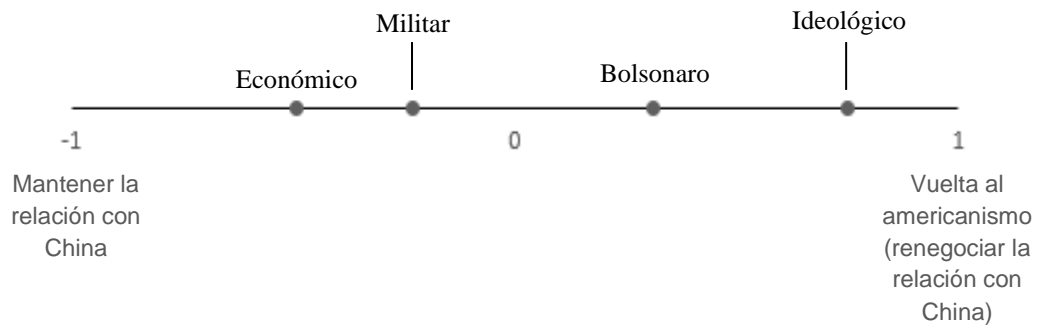 Militar
Ideológico
Económico
Bolsonaro
-1
0
1
Mantener la
relación con
China
Vuelta al
americanismo
(renegociar la
relación con
China)